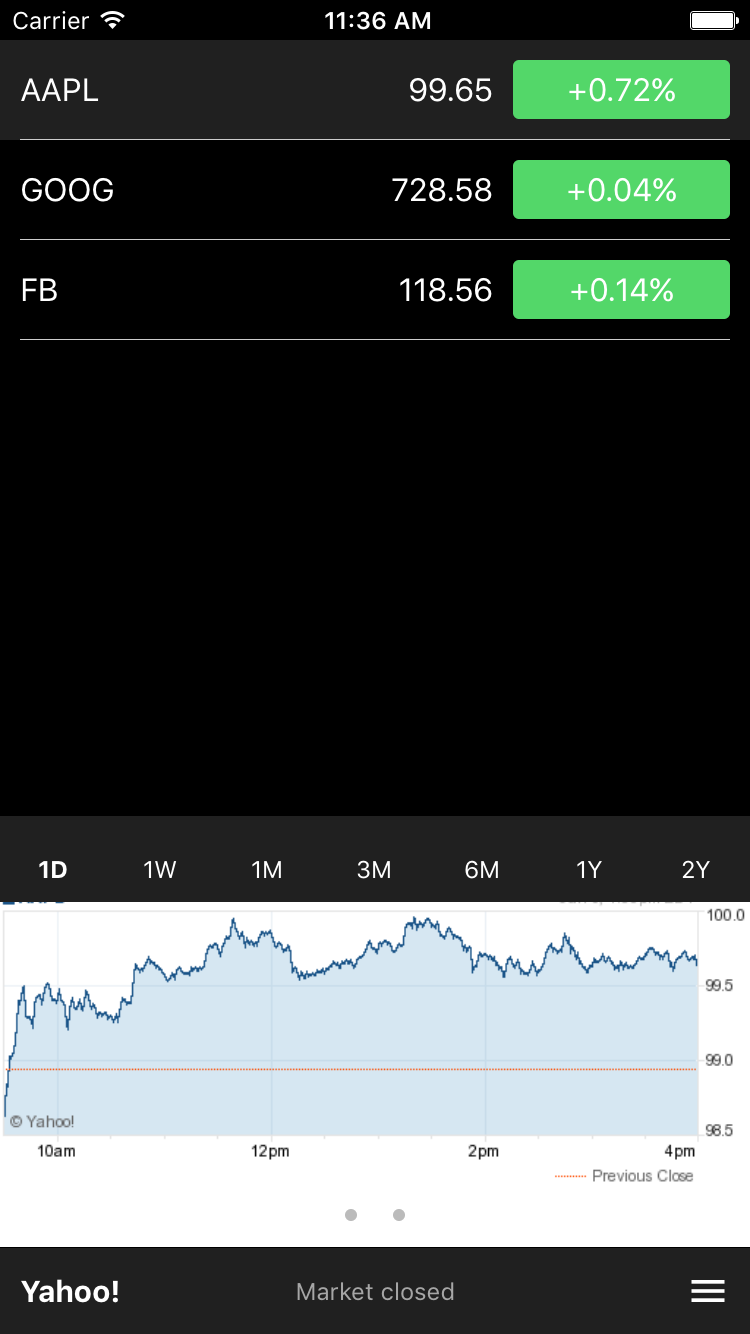 Carrier 11:36 AM
AAPL 99.65 +0.72%
GOOG 728.58 +0.04%
FB 118.56 +0.14%
1D 1W 1M 3M 6M 1Y 2Y
100.0
99.5
99.0
© Yahoo!
98.5
10am 12pm 2pm 4pm
Previous Close
Yahoo! Market closed